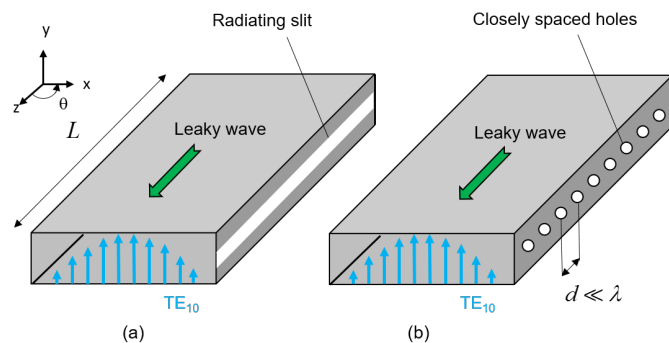 Radiating slit
Closely spaced holes
y
x
z
θ
L
Leaky wave
Leaky wave
TE10
TE10
d ≪ λ
(a)
(b)